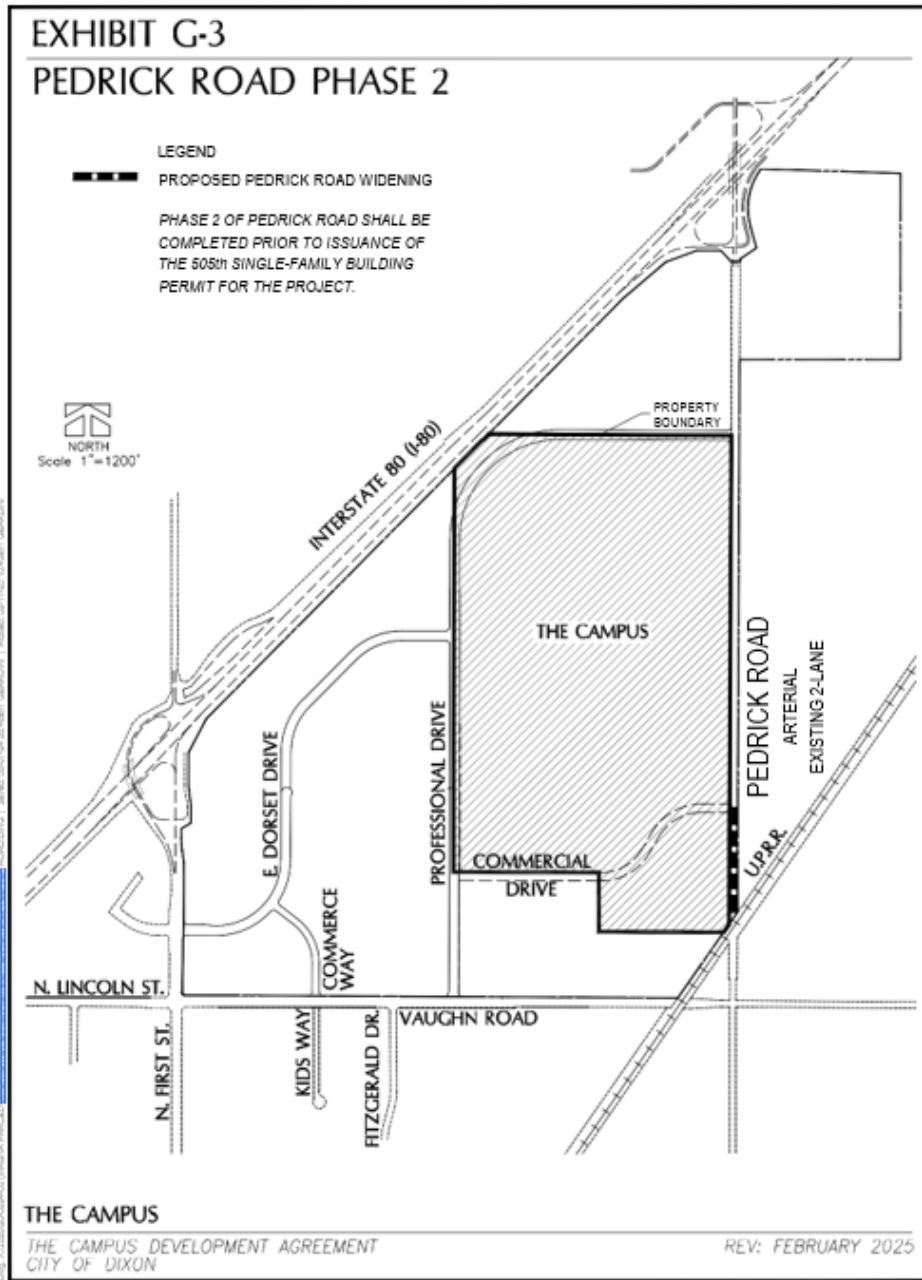 EXHIBIT G-3
PEDRICK ROAD PHASE 2
LEGEND
PROPOSED PEDRICK ROAD WIDENING
PHASE 2 OF PEDRICK ROAD SHALL BE
COMPLETED PRIOR TO ISSUANCE OF
THE 505th SINGLE-FAMILY BUILDING
PERMIT FOR THE PROJECT.
NORTH
Scale 1"=1200'
PROPERTY
BOUNDARY
INTERSTATE 80 (I-80)
THE CAMPUS
PEDRICK ROAD
ARTERIAL
EXISTING 2-LANE
U.P.R.R.
E. DORSET DRIVE
PROFESSIONAL DRIVE
COMMERCIAL
DRIVE
COMMERCE
WAY
N. LINCOLN ST.
VAUGHN ROAD
N. FIRST ST.
KIDS WAY
FITZGERALD DR.
THE CAMPUS
THE CAMPUS DEVELOPMENT AGREEMENT
CITY OF DIXON
REV: FEBRUARY 2025